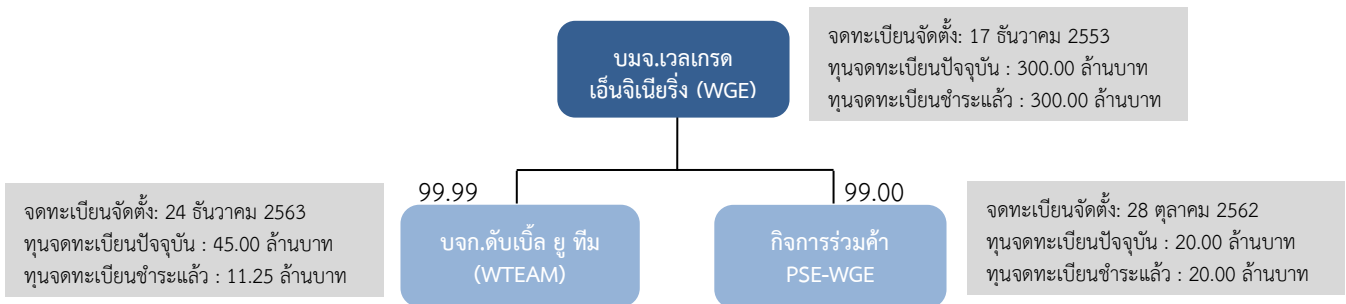 บมจ.เวลเกรด
เอ็นจิเนียริ่ง (WGE)
จดทะเบียนจัดตั้ง: 17 ธันวาคม 2553
ทุนจดทะเบียนปัจจุบัน : 300.00 ล้านบาท
ทุนจดทะเบียนชำระแล้ว : 300.00 ล้านบาท
99.99
99.00
จดทะเบียนจัดตั้ง: 24 ธันวาคม 2563
ทุนจดทะเบียนปัจจุบัน : 45.00 ล้านบาท
ทุนจดทะเบียนชำระแล้ว : 11.25 ล้านบาท
บจก.ดับเบิ้ล ยู ทีม
(WTEAM)
กิจการร่วมค้า
PSE-WGE
จดทะเบียนจัดตั้ง: 28 ตุลาคม 2562
ทุนจดทะเบียนปัจจุบัน : 20.00 ล้านบาท
ทุนจดทะเบียนชำระแล้ว : 20.00 ล้านบาท